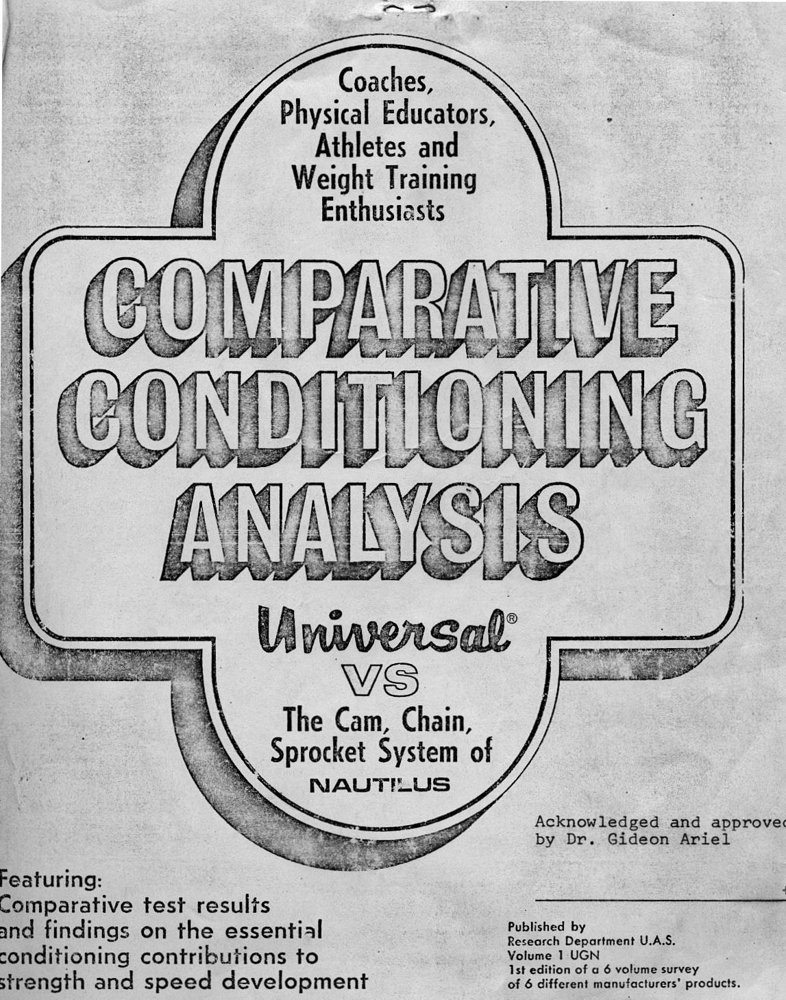 Coaches,
Physical Educators,
Athletes and
Weight Training
Enthusiasts
COMPARATIVE
CONDITIONING
ANALYSIS
Universal®
VS
The Cam, Chain,
Sprocket System of
NAUTILUS
Acknowledged and approved
by Dr. Gideon Ariel
Featuring:
Comparative test results
and findings on the essential
conditioning contributions to
strength and speed development
Published by
Research Department U.A.S.
Volume 1 UGN
1st edition of a 6 volume survey
of 6 different manufacturers' products.